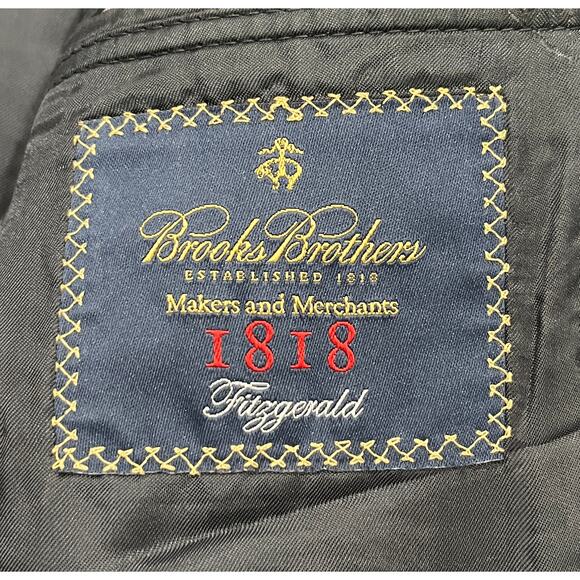 Brooks Brothers
ESTABLISHED 1818
Makers and Merchants
1818
Fitzgerald